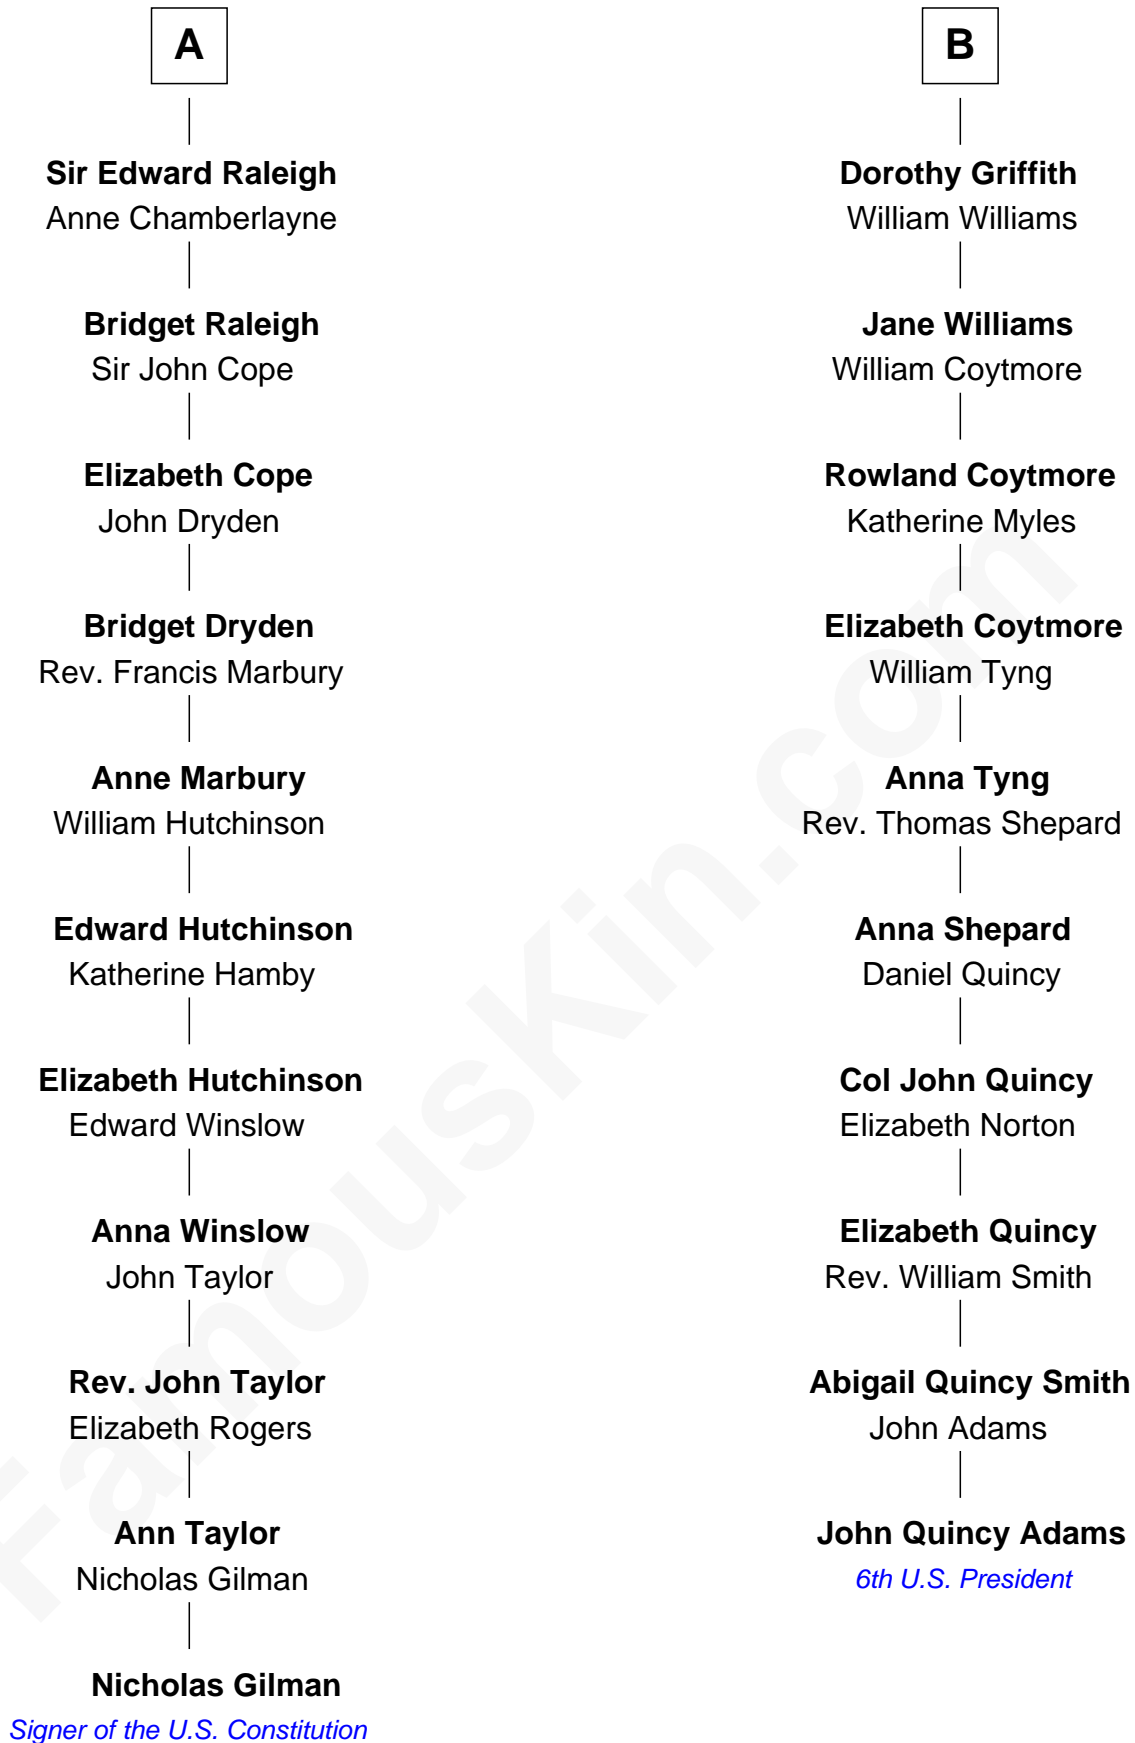 A
Sir Edward Raleigh
Anne Chamberlayne
Bridget Raleigh
Sir John Cope
Elizabeth Cope
John Dryden
Bridget Dryden
Rev. Francis Marbury
Anne Marbury
William Hutchinson
Edward Hutchinson
Katherine Hamby
Elizabeth Hutchinson
Edward Winslow
Anna Winslow
John Taylor
Rev. John Taylor
Elizabeth Rogers
Ann Taylor
Nicholas Gilman
Nicholas Gilman
Signer of the U.S. Constitution
B
Dorothy Griffith
William Williams
Jane Williams
William Coytmore
Rowland Coytmore
Katherine Myles
Elizabeth Coytmore
William Tyng
Anna Tyng
Rev. Thomas Shepard
Anna Shepard
Daniel Quincy
Col John Quincy
Elizabeth Norton
Elizabeth Quincy
Rev. William Smith
Abigail Quincy Smith
John Adams
John Quincy Adams
6th U.S. President
FamousKin.com